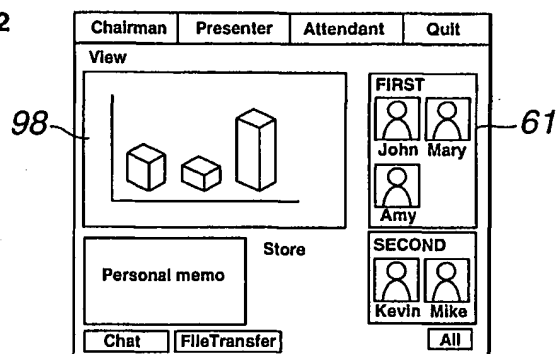 2
Chairman Presenter Attendant Quit
View
98
FIRST
61
John Mary
Amy
Store
SECOND
Personal memo
Kevin Mike
Chat FileTransfer All